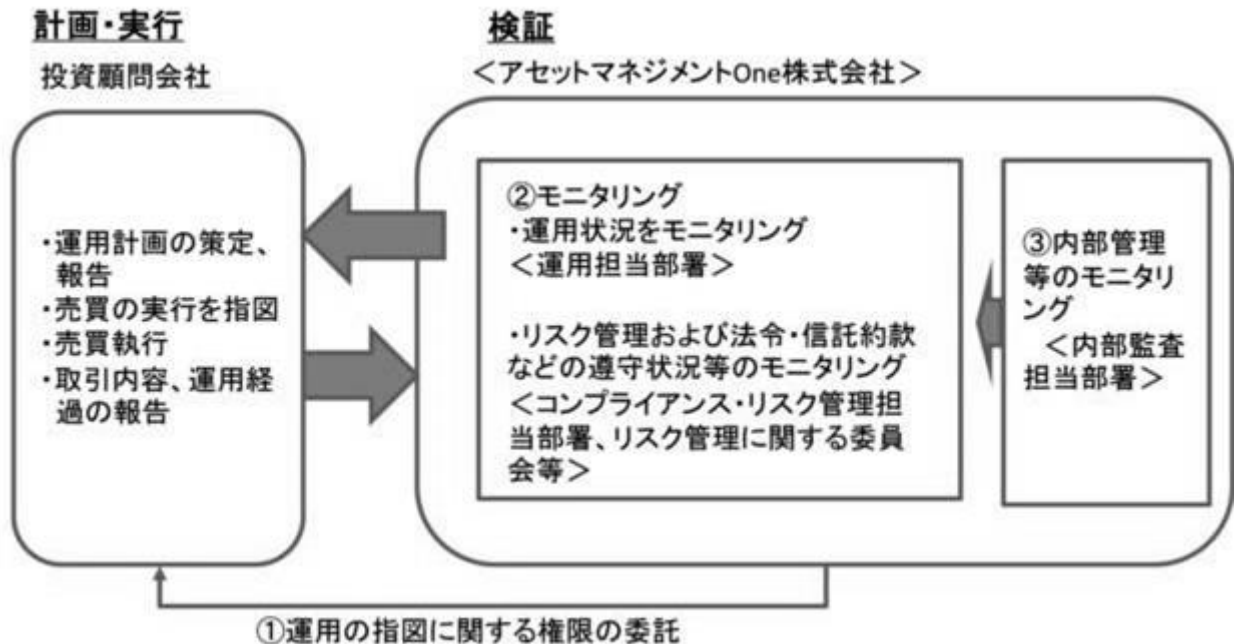 計画・実行
投資顧問会社
・運用計画の策定、
報告
・売買の実行を指図
・売買執行
・取引内容、運用経
過の報告
検証
＜アセットマネジメントOne株式会社＞
②モニタリング
・運用状況をモニタリング
＜運用担当部署＞
・リスク管理および法令・信託約款
などの遵守状況等のモニタリング
＜コンプライアンス・リスク管理担
当部署、リスク管理に関する委員
会等＞
③内部管理
等のモニタリ
ング
＜内部監査
担当部署＞
①運用の指図に関する権限の委託